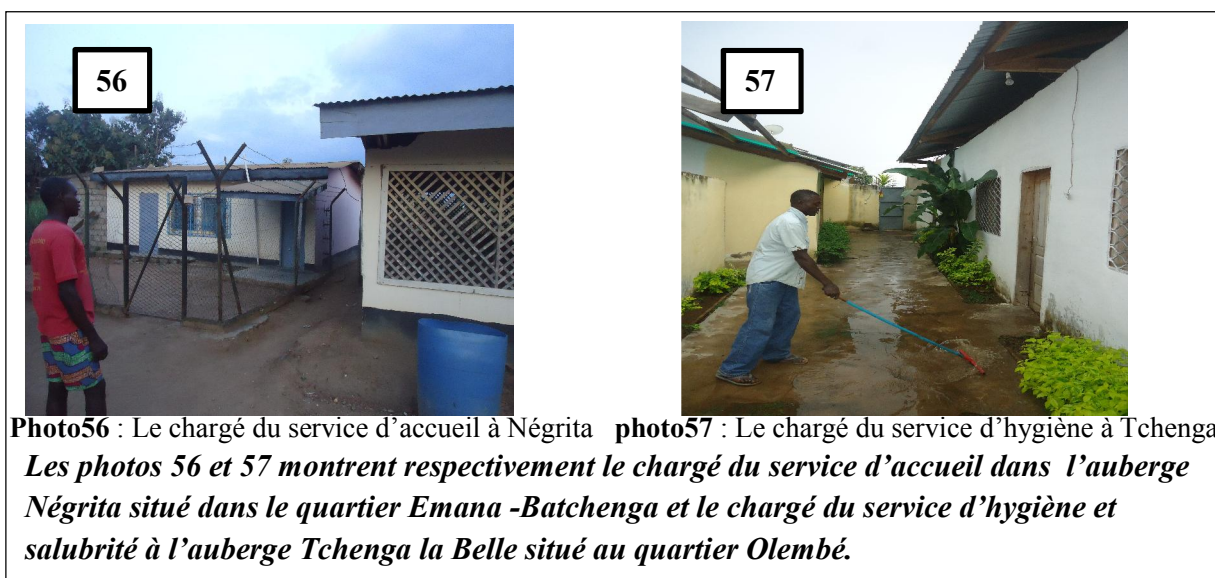 56
57
Photo56 : Le chargé du service d’accueil à Négrita photo57 : Le chargé du service d’hygiène à Tchenga
Les photos 56 et 57 montrent respectivement le chargé du service d’accueil dans l’auberge
Négrita situé dans le quartier Emana -Batchenga et le chargé du service d’hygiène et
salubrité à l’auberge Tchenga la Belle situé au quartier Olembé.